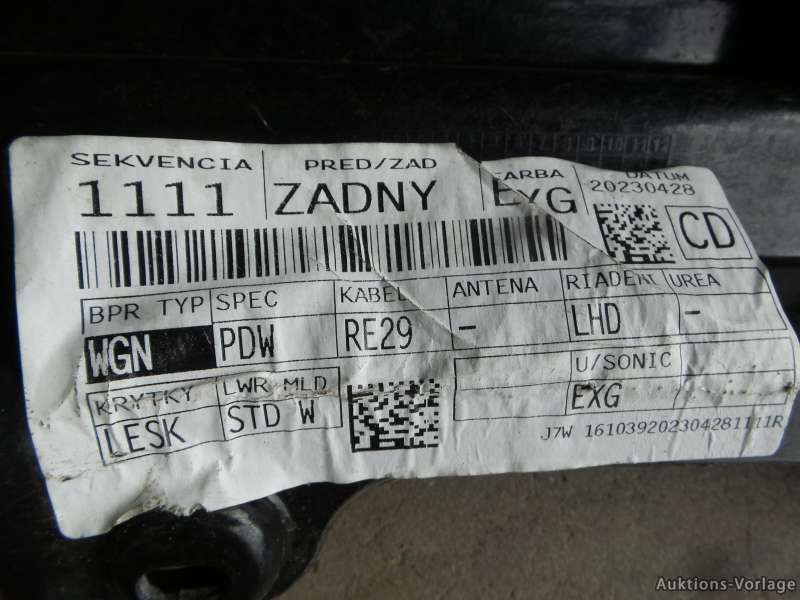 SEKVENCIA PRED/ZAD FARBA DATUM
1111 ZADNY EXG 20230428
CD
BPR TYP SPEC KABEL ANTENA RIADENI UREA
WGN PDW RE29 - LHD -
KRYTKY LWR MLD U/SONIC
LESK STD W EXG
J7W 161039202304281111R
Auktions-Vorlage